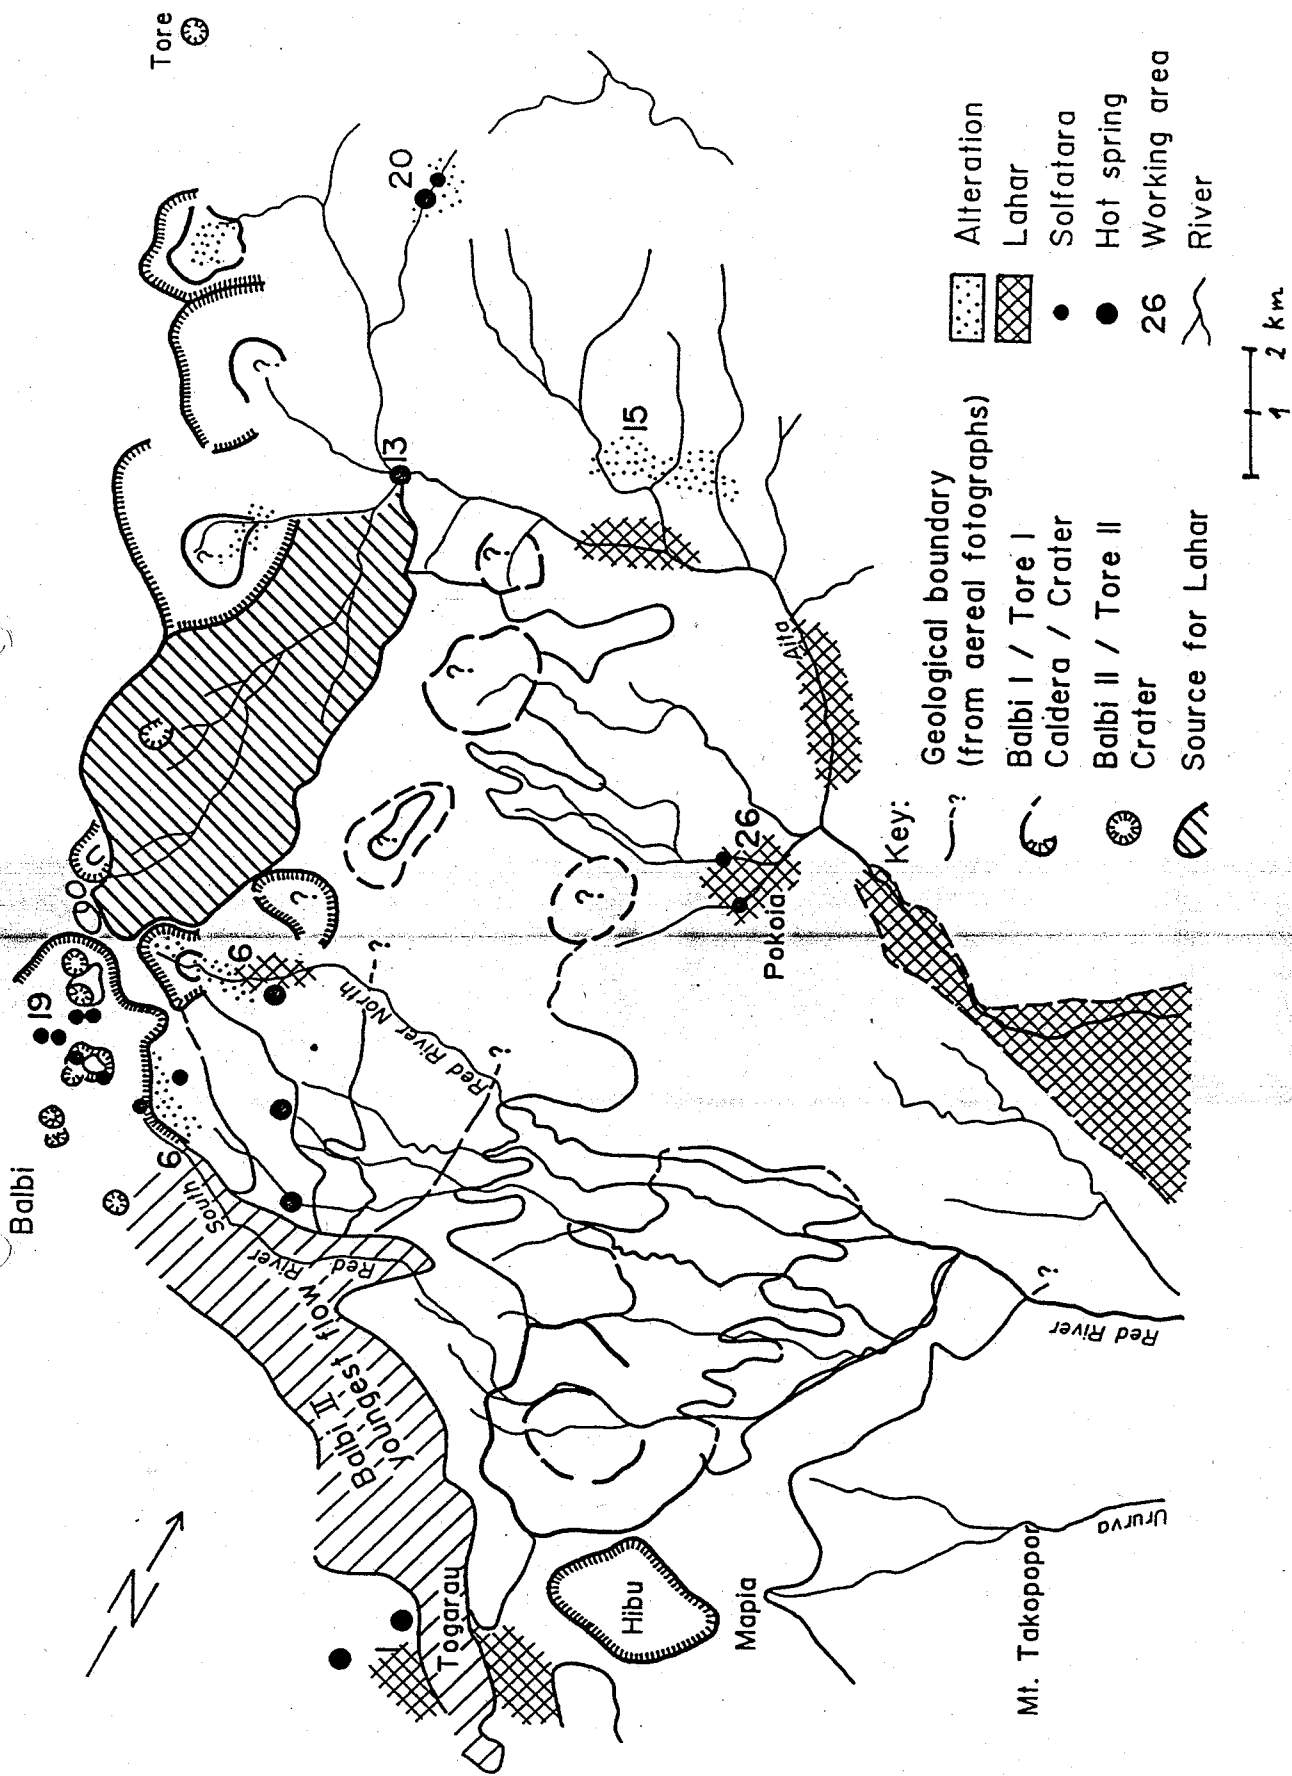 Balbi
Tore
19
6
9
20
13
15
26
1
Red River North
South
Red River
Balbi II
youngest flow
Togarau
Hibu
Mapia
Mt. Takopopor
Ururva
Red River
Pokoia
Aita
N
?
?
?
?
?
?
?
?
?
?
?
Key:
?
Geological boundary
(from aereal fotographs)
Balbi I / Tore I
Caldera / Crater
Balbi II / Tore II
Crater
Source for Lahar
Alteration
Lahar
Solfatara
Hot spring
26 Working area
River
1 2 km